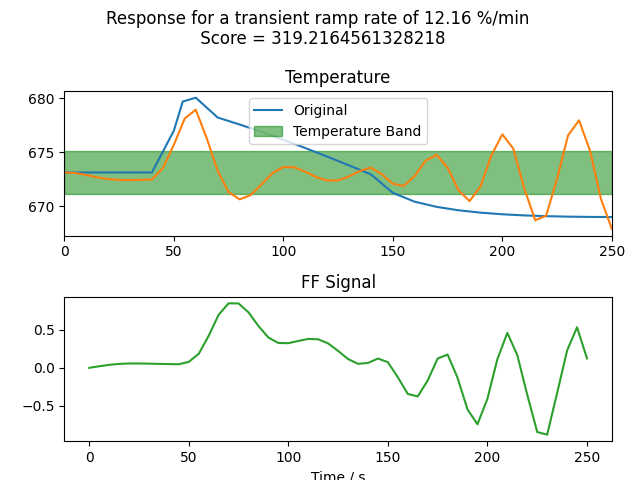 Response for a transient ramp rate of 12.16 %/min
Score = 319.2164561328218
Temperature
Original
Temperature Band
680
675
670
0 50 100 150 200 250
FF Signal
0.5
0.0
−0.5
0 50 100 150 200 250
Time / s